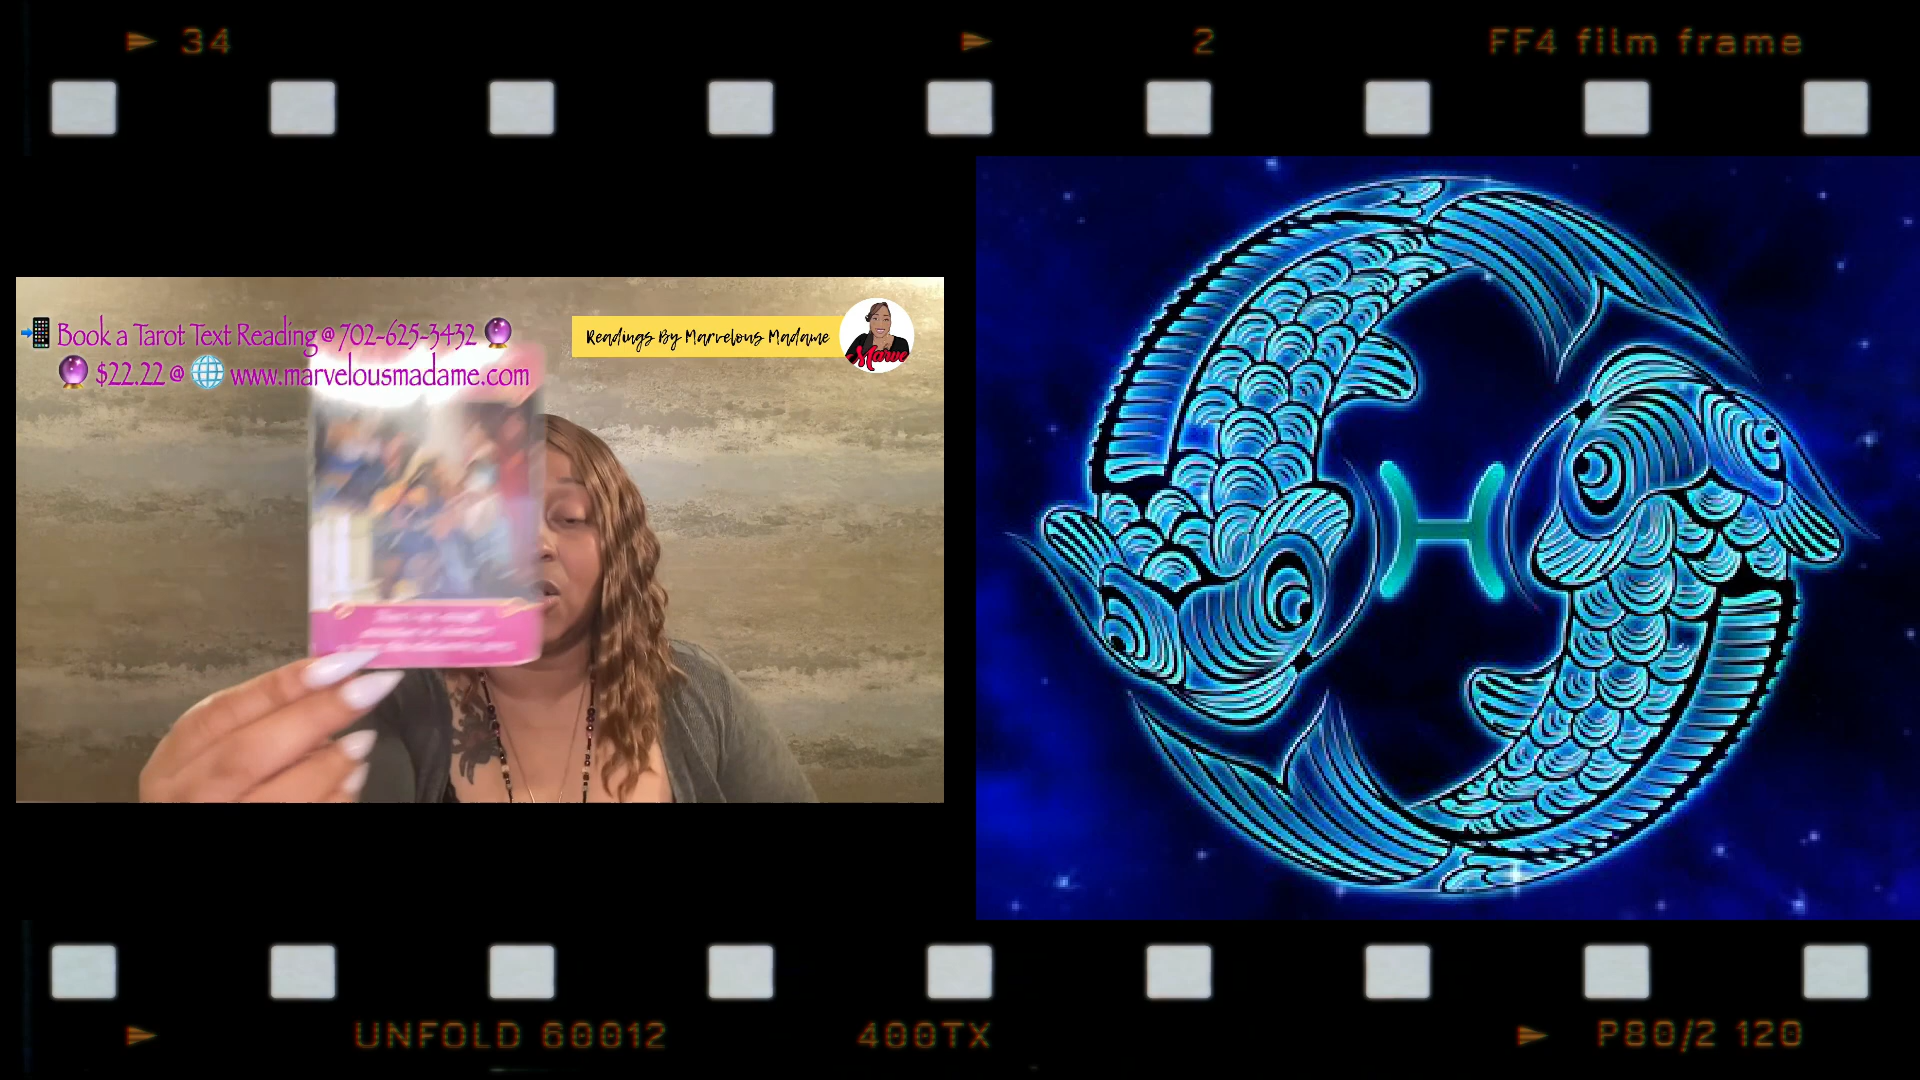 34
2
FF4 film frame
📲 Book a Tarot Text Reading @ 702-625-3432 🔮
🔮 $22.22 @ 🌐 www.marvelousmadame.com
Readings By Marvelous Madame
Marve
UNFOLD 60012
400TX
P80/2 120